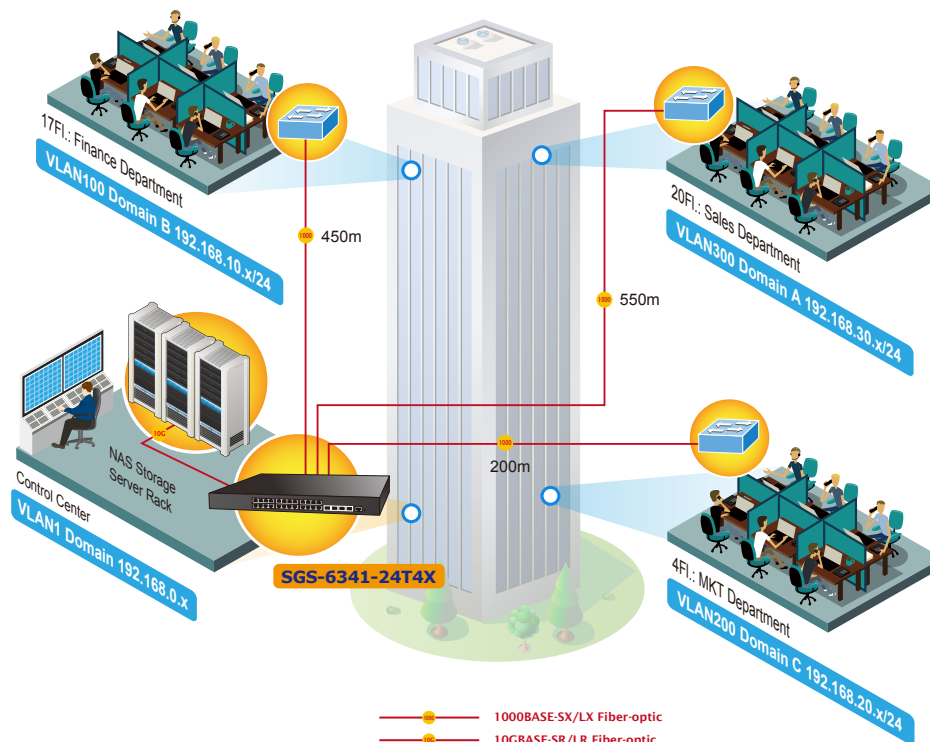 17Fl.: Finance Department
VLAN100 Domain B 192.168.10.x/24
1000
450m
20Fl.: Sales Department
VLAN300 Domain A 192.168.30.x/24
1000
550m
10G
NAS Storage
Server Rack
Control Center
VLAN1 Domain 192.168.0.x
SGS-6341-24T4X
1000
200m
4Fl.: MKT Department
VLAN200 Domain C 192.168.20.x/24
1000
1000BASE-SX/LX Fiber-optic
10G
10GBASE-SR/LR Fiber-optic